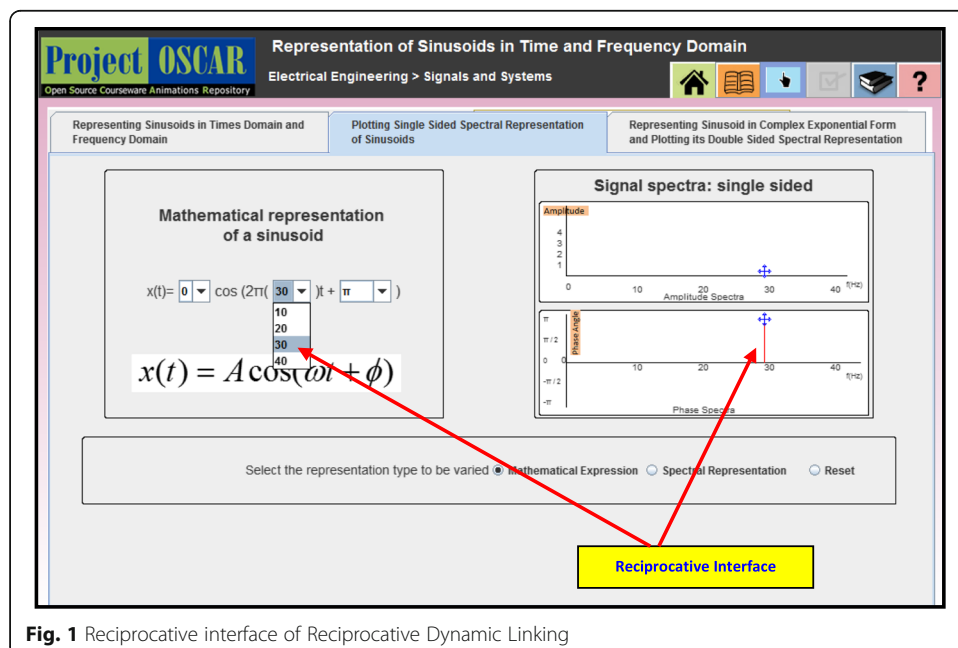 Project OSCAR
Open Source Courseware Animations Repository
Representation of Sinusoids in Time and Frequency Domain
Electrical Engineering > Signals and Systems
?
Representing Sinusoids in Times Domain and
Frequency Domain
Plotting Single Sided Spectral Representation
of Sinusoids
Representing Sinusoid in Complex Exponential Form
and Plotting its Double Sided Spectral Representation
Mathematical representation
of a sinusoid
x(t)= 0 cos (2π( 30 )t + π )
10
20
30
40
x(t) = A cos(ωt + ϕ)
Signal spectra: single sided
Amplitude
4
3
2
1
0 10 20 30 40 f(Hz)
Amplitude Spectra
Phase Angle
π
π / 2
0 0 10 20 30 40 f(Hz)
-π / 2
-π
Phase Spectra
Select the representation type to be varied Mathematical Expression Spectral Representation Reset
Reciprocative Interface
Fig. 1 Reciprocative interface of Reciprocative Dynamic Linking